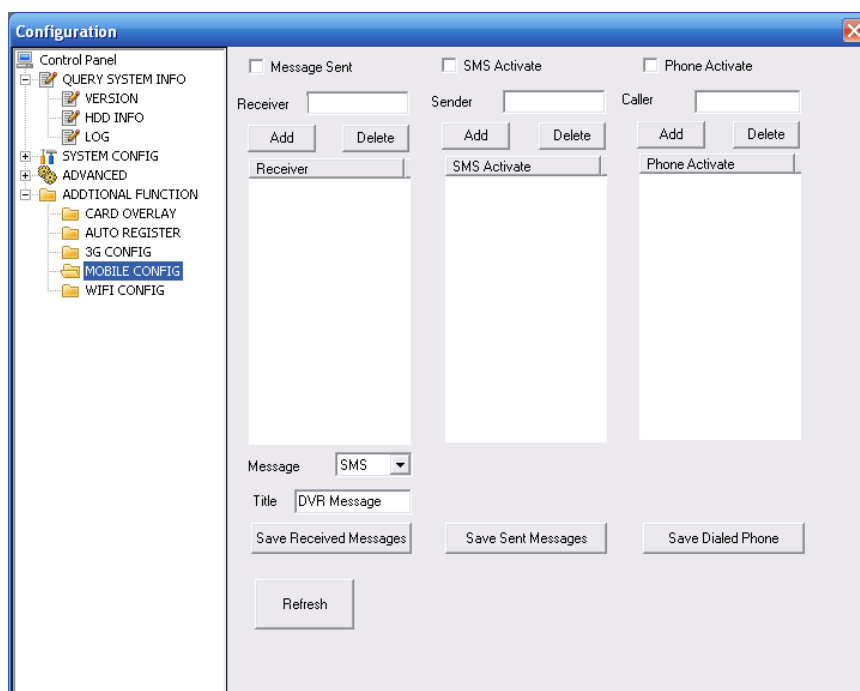 Configuration
Control Panel
QUERY SYSTEM INFO
VERSION
HDD INFO
LOG
SYSTEM CONFIG
ADVANCED
ADDTIONAL FUNCTION
CARD OVERLAY
AUTO REGISTER
3G CONFIG
MOBILE CONFIG
WIFI CONFIG
Message Sent
SMS Activate
Phone Activate
Receiver
Sender
Caller
Add
Delete
Add
Delete
Add
Delete
Receiver
SMS Activate
Phone Activate
Message
SMS
Title
DVR Message
Save Received Messages
Save Sent Messages
Save Dialed Phone
Refresh